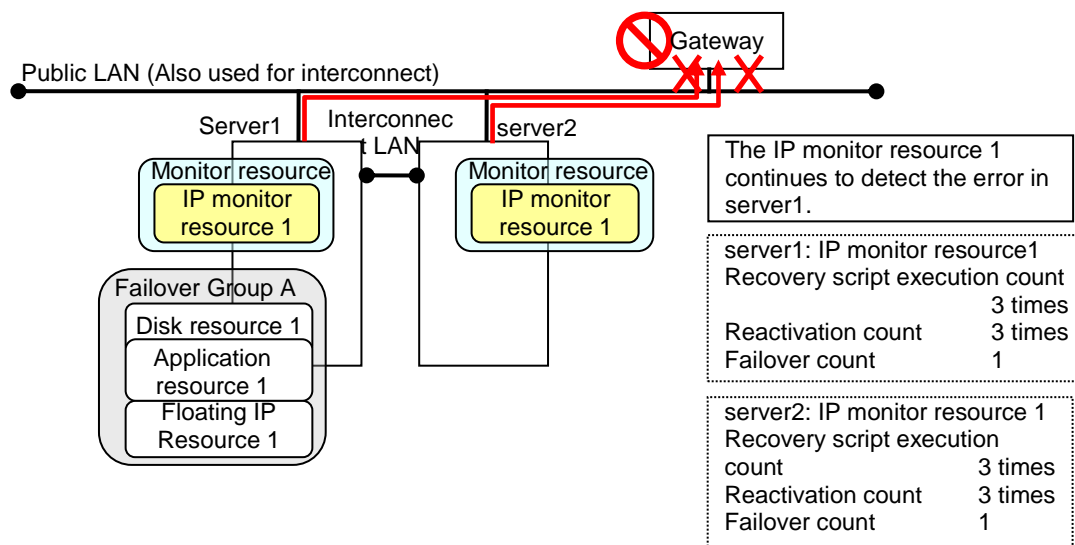 Gateway
Public LAN (Also used for interconnect)
Server1
Interconnec
t LAN
server2
Monitor resource
IP monitor
resource 1
Monitor resource
IP monitor
resource 1
Failover Group A
Disk resource 1
Application
resource 1
Floating IP
Resource 1
The IP monitor resource 1
continues to detect the error in
server1.
server1: IP monitor resource1
Recovery script execution count
3 times
Reactivation count 3 times
Failover count 1
server2: IP monitor resource 1
Recovery script execution
count 3 times
Reactivation count 3 times
Failover count 1